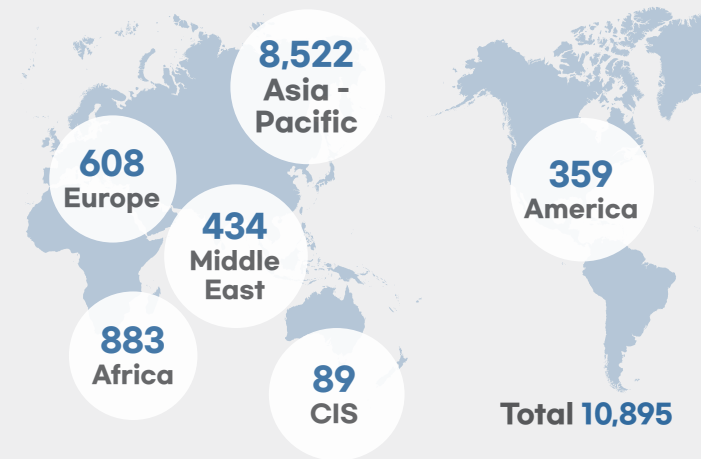 8,522
Asia -
Pacific
608
Europe
434
Middle
East
359
America
883
Africa
89
CIS
Total 10,895